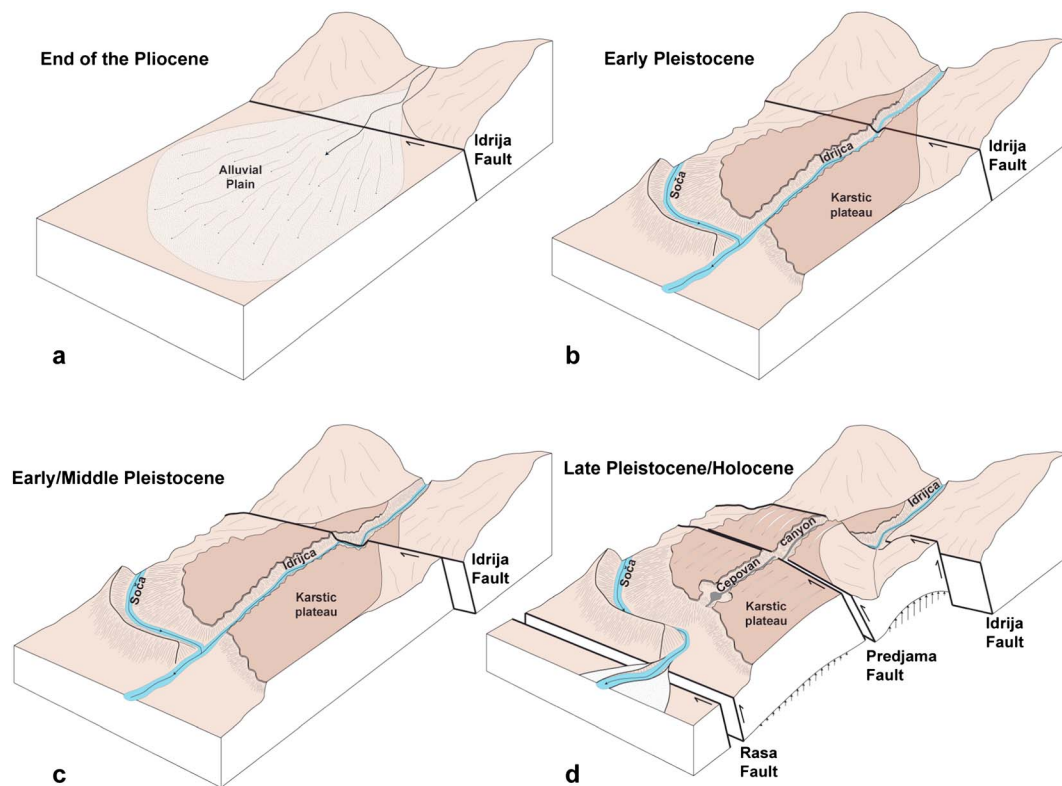 End of the Pliocene
Alluvial
Plain
Idrija
Fault
a
Early Pleistocene
Soča
Idrijca
Karstic
plateau
Idrija
Fault
b
Early/Middle Pleistocene
Soča
Idrijca
Karstic
plateau
Idrija
Fault
c
Late Pleistocene/Holocene
Soča
Čepovan
canyon
Idrijca
Karstic
plateau
Idrija
Fault
Predjama
Fault
Rasa
Fault
d